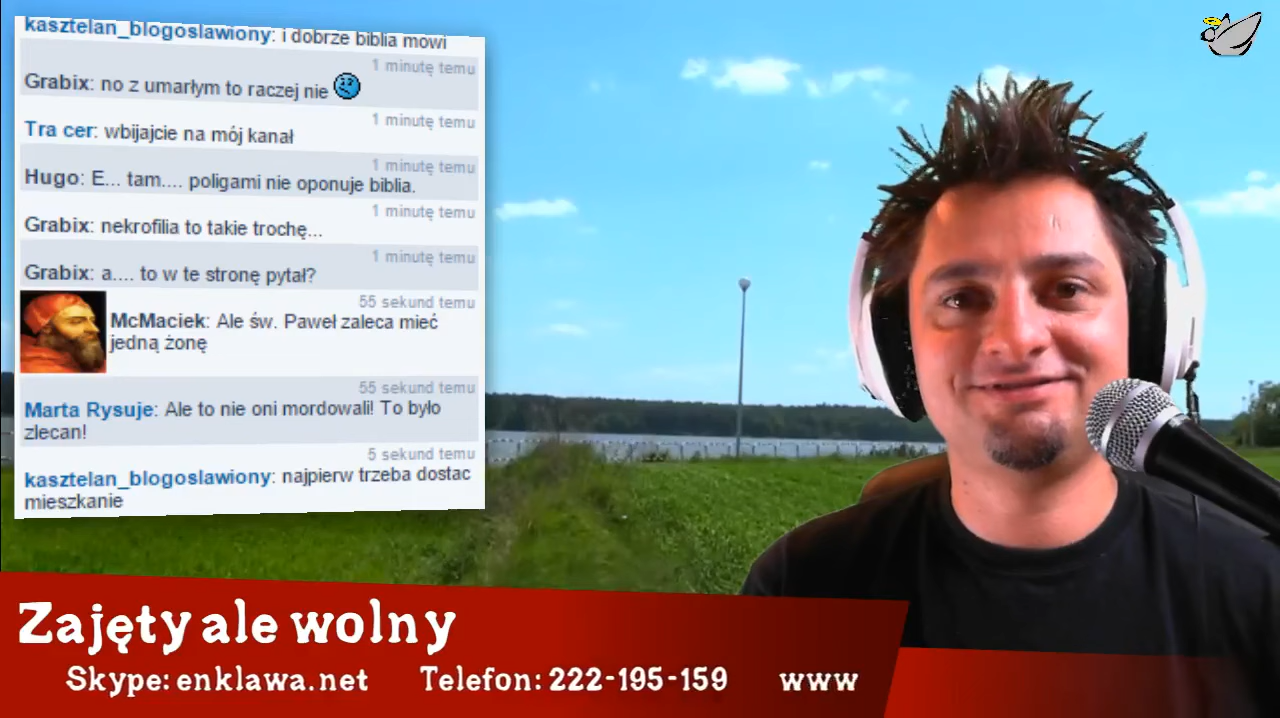 kasztelan_blogoslawiony: i dobrze biblia mowi
1 minutę temu
Grabix: no z umarłym to raczej nie
1 minutę temu
Tra cer: wbijajcie na mój kanał
1 minutę temu
Hugo: E... tam.... poligami nie oponuje biblia.
1 minutę temu
Grabix: nekrofilia to takie trochę...
1 minutę temu
Grabix: a.... to w te stronę pytał?
55 sekund temu
McMaciek: Ale św. Paweł zaleca mieć
jedną żonę
55 sekund temu
Marta Rysuje: Ale to nie oni mordowali! To było
zlecan!
5 sekund temu
kasztelan_blogoslawiony: najpierw trzeba dostac
mieszkanie
Zajęty ale wolny
Skype: enklawa.net Telefon: 222-195-159 www